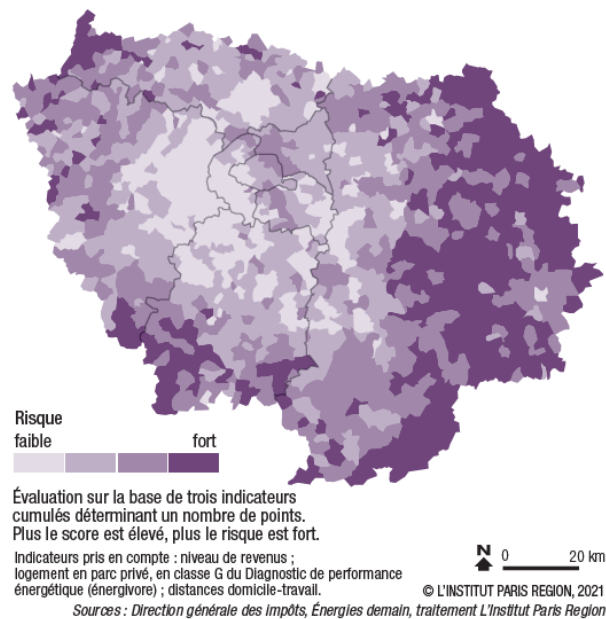 Risque
faible fort
Évaluation sur la base de trois indicateurs
cumulés déterminant un nombre de points.
Plus le score est élevé, plus le risque est fort.
Indicateurs pris en compte : niveau de revenus ;
logement en parc privé, en classe G du Diagnostic de performance
énergétique (énergivore) ; distances domicile-travail.
N 0 20 km
© L'INSTITUT PARIS REGION, 2021
Sources : Direction générale des impôts, Énergies demain, traitement L'Institut Paris Region